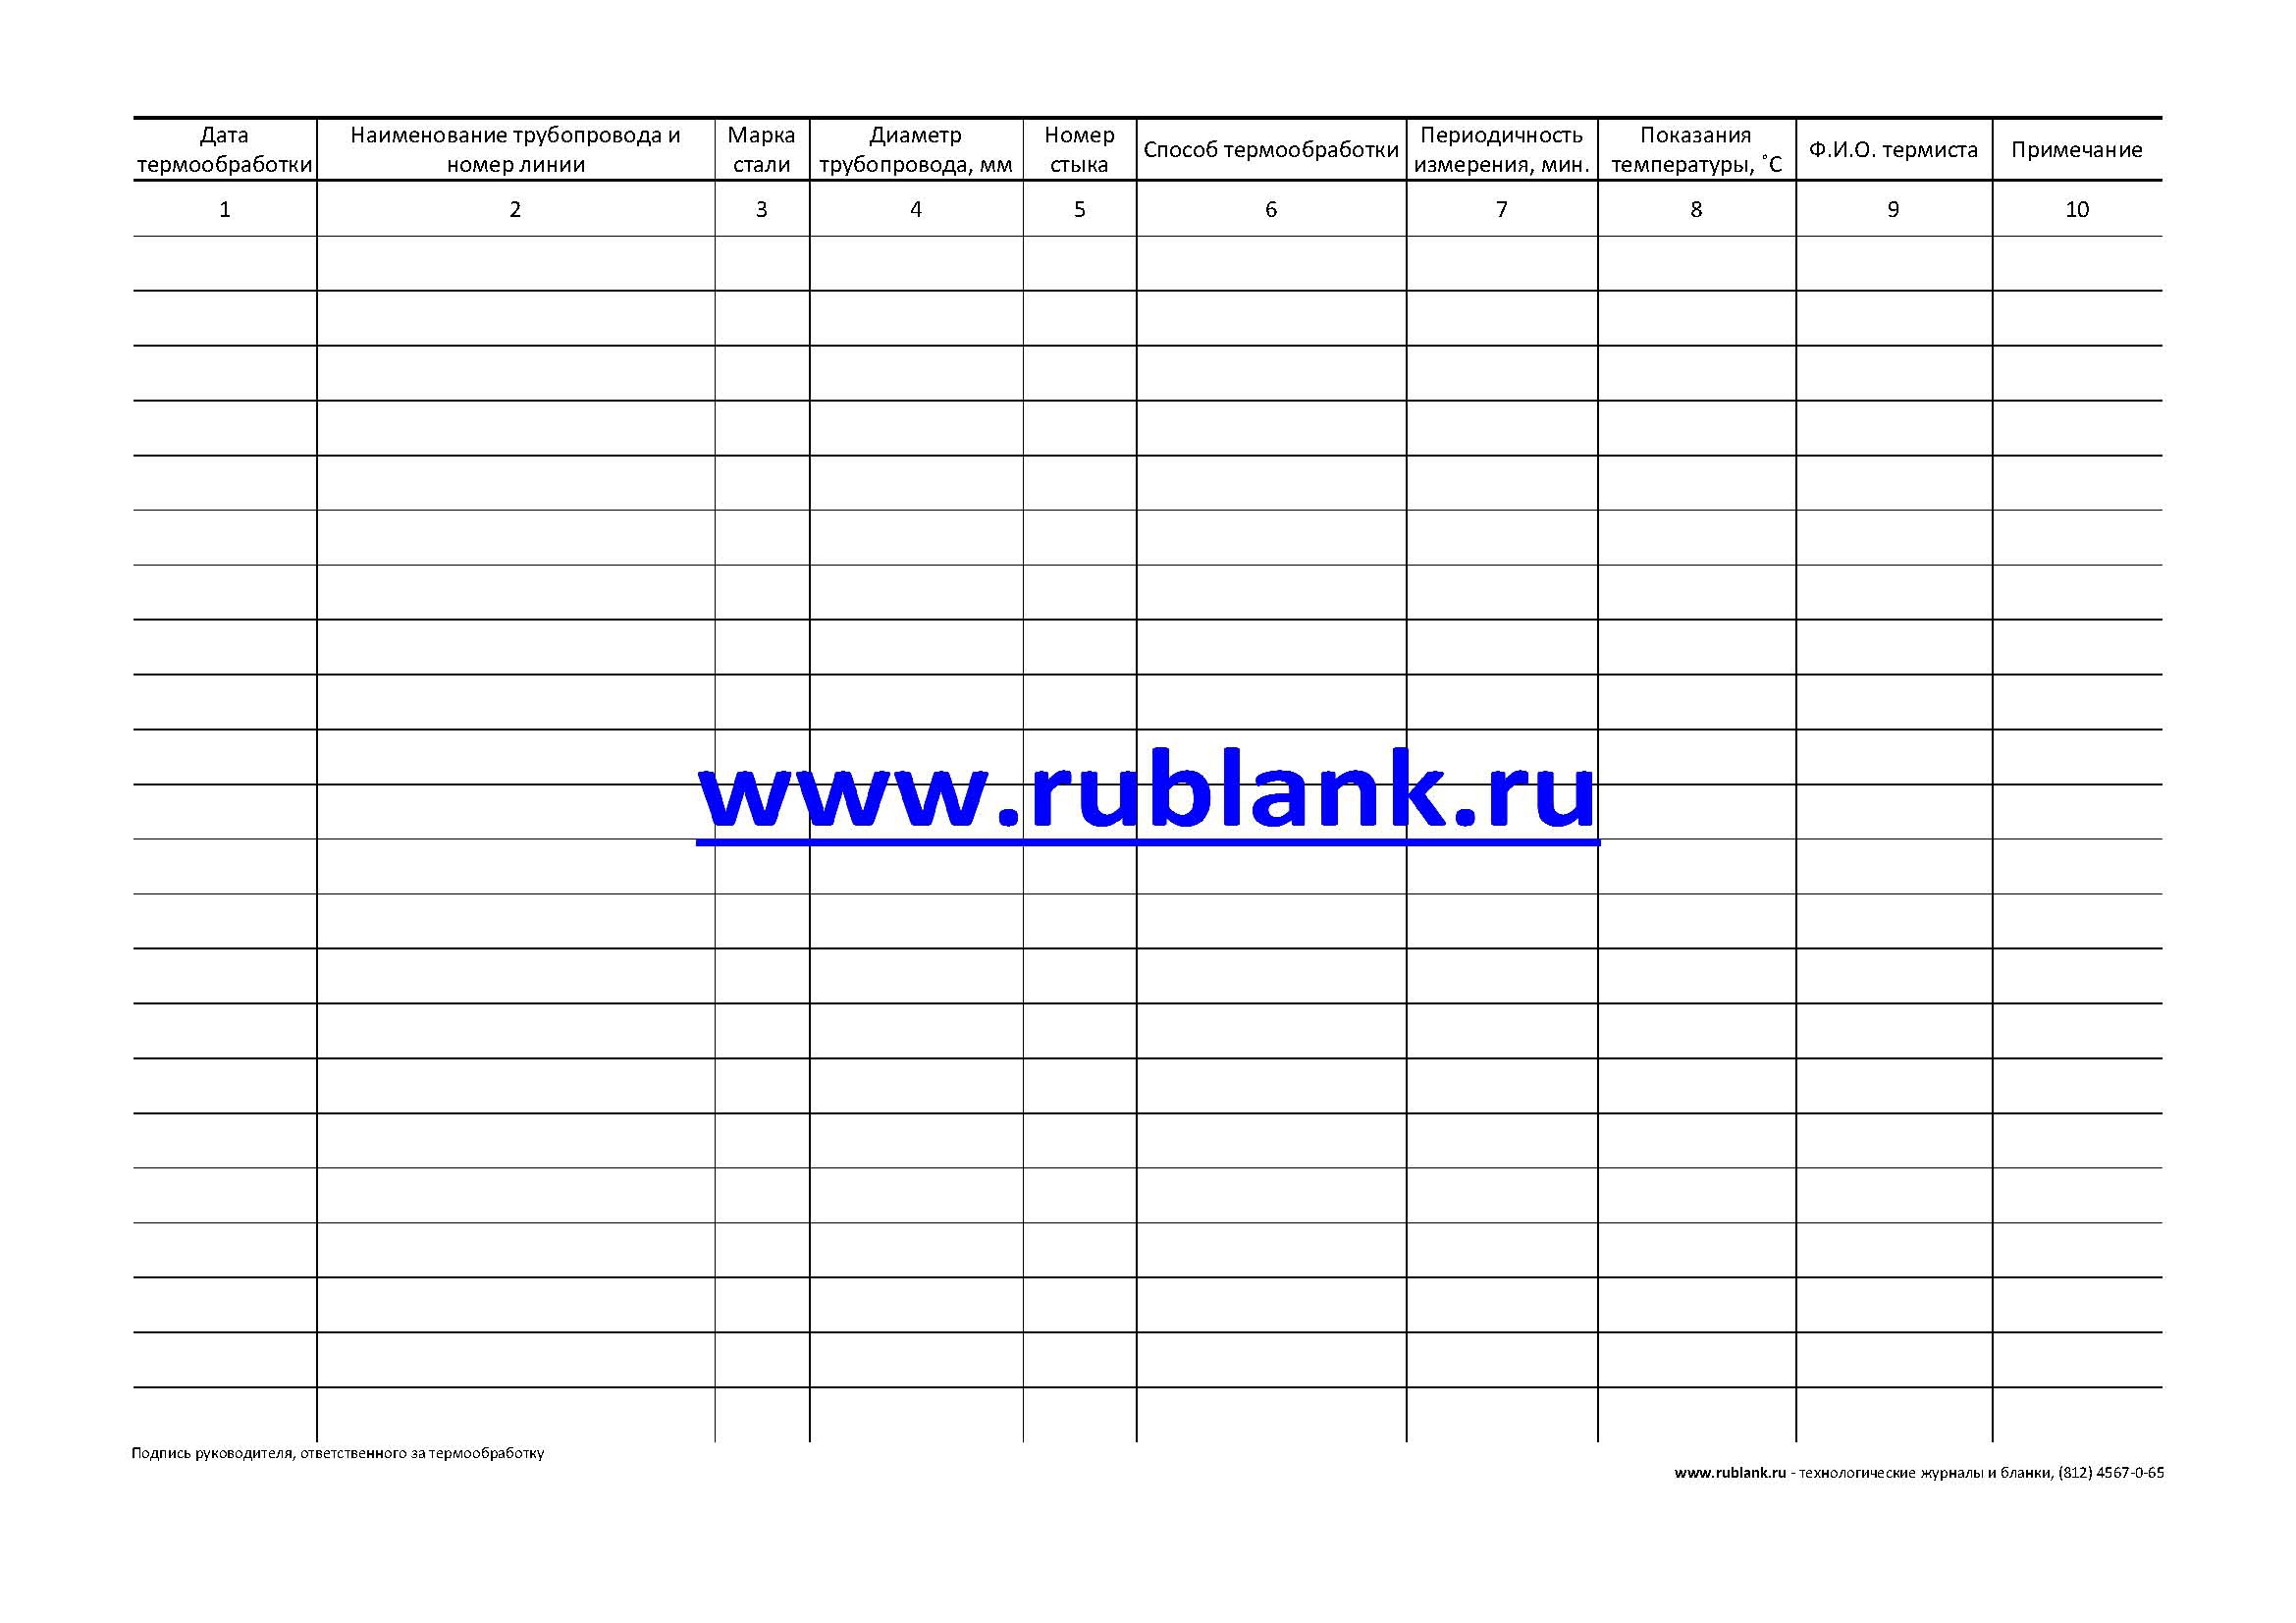 Дата термообработки Наименование трубопровода и номер линии Марка стали Диаметр трубопровода, мм Номер стыка Способ термообработки Периодичность измерения, мин. Показания температуры, ˚С Ф.И.О. термиста Примечание
1 2 3 4 5 6 7 8 9 10
www.rublank.ru
Подпись руководителя, ответственного за термообработку
www.rublank.ru - технологические журналы и бланки, (812) 4567-0-65